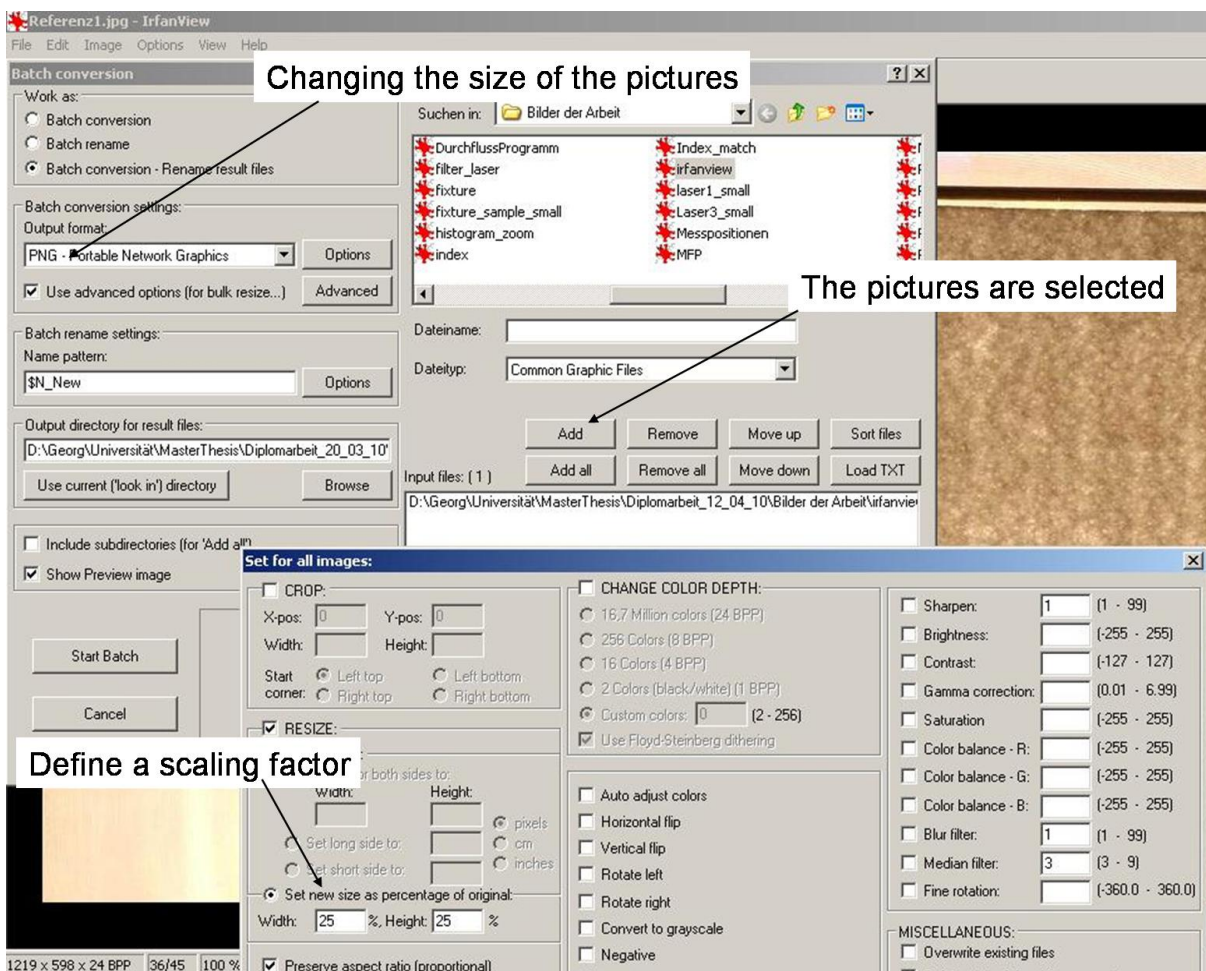 Referenz1.jpg - IrfanView
File Edit Image Options View Help
Batch conversion
Changing the size of the pictures
Work as:
Batch conversion
Batch rename
Batch conversion - Rename result files
Batch conversion settings:
Output format:
PNG - Portable Network Graphics
Options
Use advanced options (for bulk resize...)
Advanced
Batch rename settings:
Name pattern:
$N_New
Options
Output directory for result files:
D:\Georg\Universität\MasterThesis\Diplomarbeit_20_03_10\
Use current ('look in') directory
Browse
Include subdirectories (for 'Add all')
Show Preview image
Start Batch
Cancel
Suchen in: Bilder der Arbeit
DurchflussProgramm
filter_laser
fixture
fixture_sample_small
histogram_zoom
index
Index_match
irfanview
laser1_small
Laser3_small
Messpositionen
MFP
The pictures are selected
Dateiname:
Dateityp: Common Graphic Files
Add Remove Move up Sort files
Add all Remove all Move down Load TXT
Input files: ( 1 )
D:\Georg\Universität\MasterThesis\Diplomarbeit_12_04_10\Bilder der Arbeit\irfanvie
Set for all images:
CROP:
X-pos: 0 Y-pos: 0
Width: Height:
Start corner:
Left top Left bottom
Right top Right bottom
RESIZE:
Define a scaling factor
both sides to:
Width: Height:
pixels
Set long side to: cm
Set short side to: inches
Set new size as percentage of original:
Width: 25 %, Height: 25 %
Preserve aspect ratio (proportional)
CHANGE COLOR DEPTH:
16,7 Million colors (24 BPP)
256 Colors (8 BPP)
16 Colors (4 BPP)
2 Colors (black/white) (1 BPP)
Custom colors: 0 (2 - 256)
Use Floyd-Steinberg dithering
Auto adjust colors
Horizontal flip
Vertical flip
Rotate left
Rotate right
Convert to grayscale
Negative
Sharpen: 1 (1 - 99)
Brightness: (-255 - 255)
Contrast: (-127 - 127)
Gamma correction: (0.01 - 6.99)
Saturation (-255 - 255)
Color balance - R: (-255 - 255)
Color balance - G: (-255 - 255)
Color balance - B: (-255 - 255)
Blur filter: 1 (1 - 99)
Median filter: 3 (3 - 9)
Fine rotation: (-360.0 - 360.0)
MISCELLANEOUS:
Overwrite existing files
1219 x 598 x 24 BPP 36/45 100 %